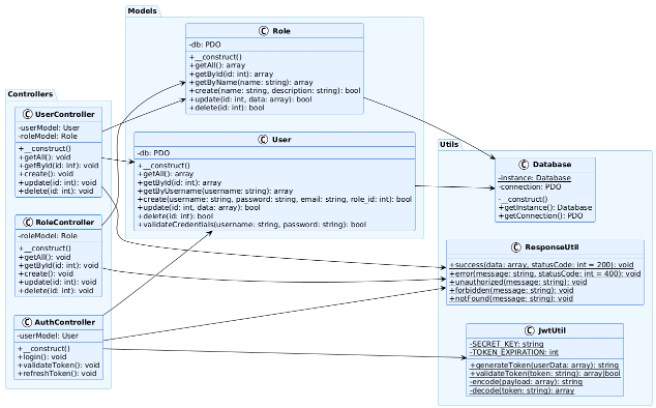 Models
C Role
-db: PDO
+__construct()
+getAll(): array
+getById(id: int): array
+getByName(name: string): array
+create(name: string, description: string): bool
+update(id: int, data: array): bool
+delete(id: int): bool
C User
-db: PDO
+__construct()
+getAll(): array
+getById(id: int): array
+getByUsername(username: string): array
+create(username: string, password: string, email: string, role_id: int): bool
+update(id: int, data: array): bool
+delete(id: int): bool
+validateCredentials(username: string, password: string): bool
Controllers
C UserController
-userModel: User
-roleModel: Role
+__construct()
+getAll(): void
+getById(id: int): void
+create(): void
+update(id: int): void
+delete(id: int): void
C RoleController
-roleModel: Role
+__construct()
+getAll(): void
+getById(id: int): void
+create(): void
+update(id: int): void
+delete(id: int): void
C AuthController
-userModel: User
+__construct()
+login(): void
+validateToken(): void
+refreshToken(): void
Utils
C Database
-instance: Database
-connection: PDO
-__construct()
+getInstance(): Database
+getConnection(): PDO
C ResponseUtil
+success(data: array, statusCode: int = 200): void
+error(message: string, statusCode: int = 400): void
+unauthorized(message: string): void
+forbidden(message: string): void
+notFound(message: string): void
C JwtUtil
-SECRET_KEY: string
-TOKEN_EXPIRATION: int
+generateToken(userData: array): string
+validateToken(token: string): array|bool
-encode(payload: array): string
-decode(token: string): array